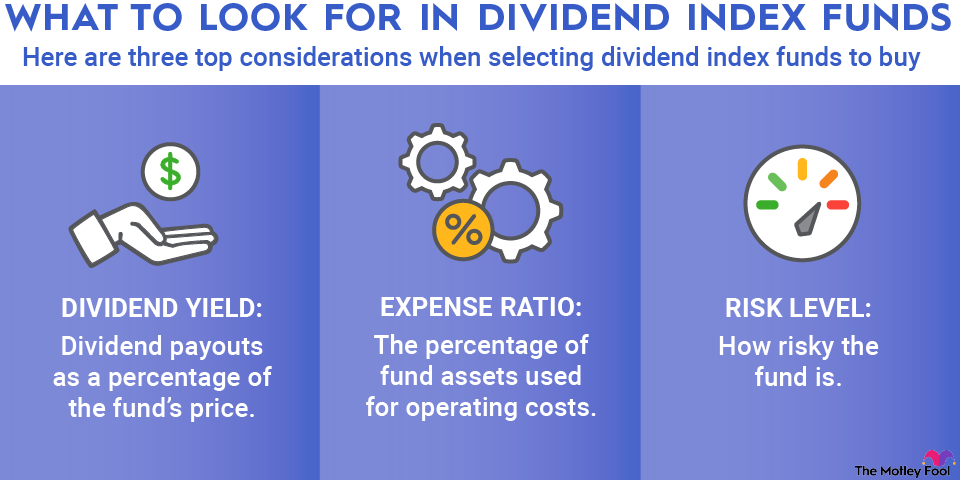 WHAT TO LOOK FOR IN DIVIDEND INDEX FUNDS
Here are three top considerations when selecting dividend index funds to buy
$
DIVIDEND YIELD:
Dividend payouts
as a percentage of
the fund's price.
%
EXPENSE RATIO:
The percentage of
fund assets used
for operating costs.
RISK LEVEL:
How risky the
fund is.
The Motley Fool